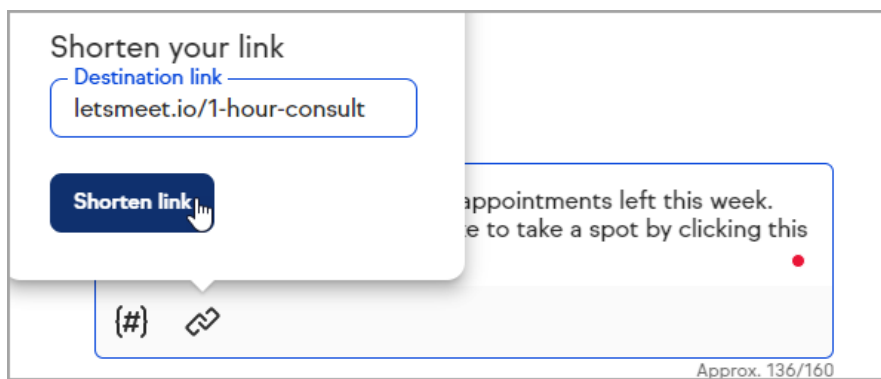 Shorten your link
Destination link
letsmeet.io/1-hour-consult
Shorten link
appointments left this week.
to take a spot by clicking this
{#}
Approx. 136/160